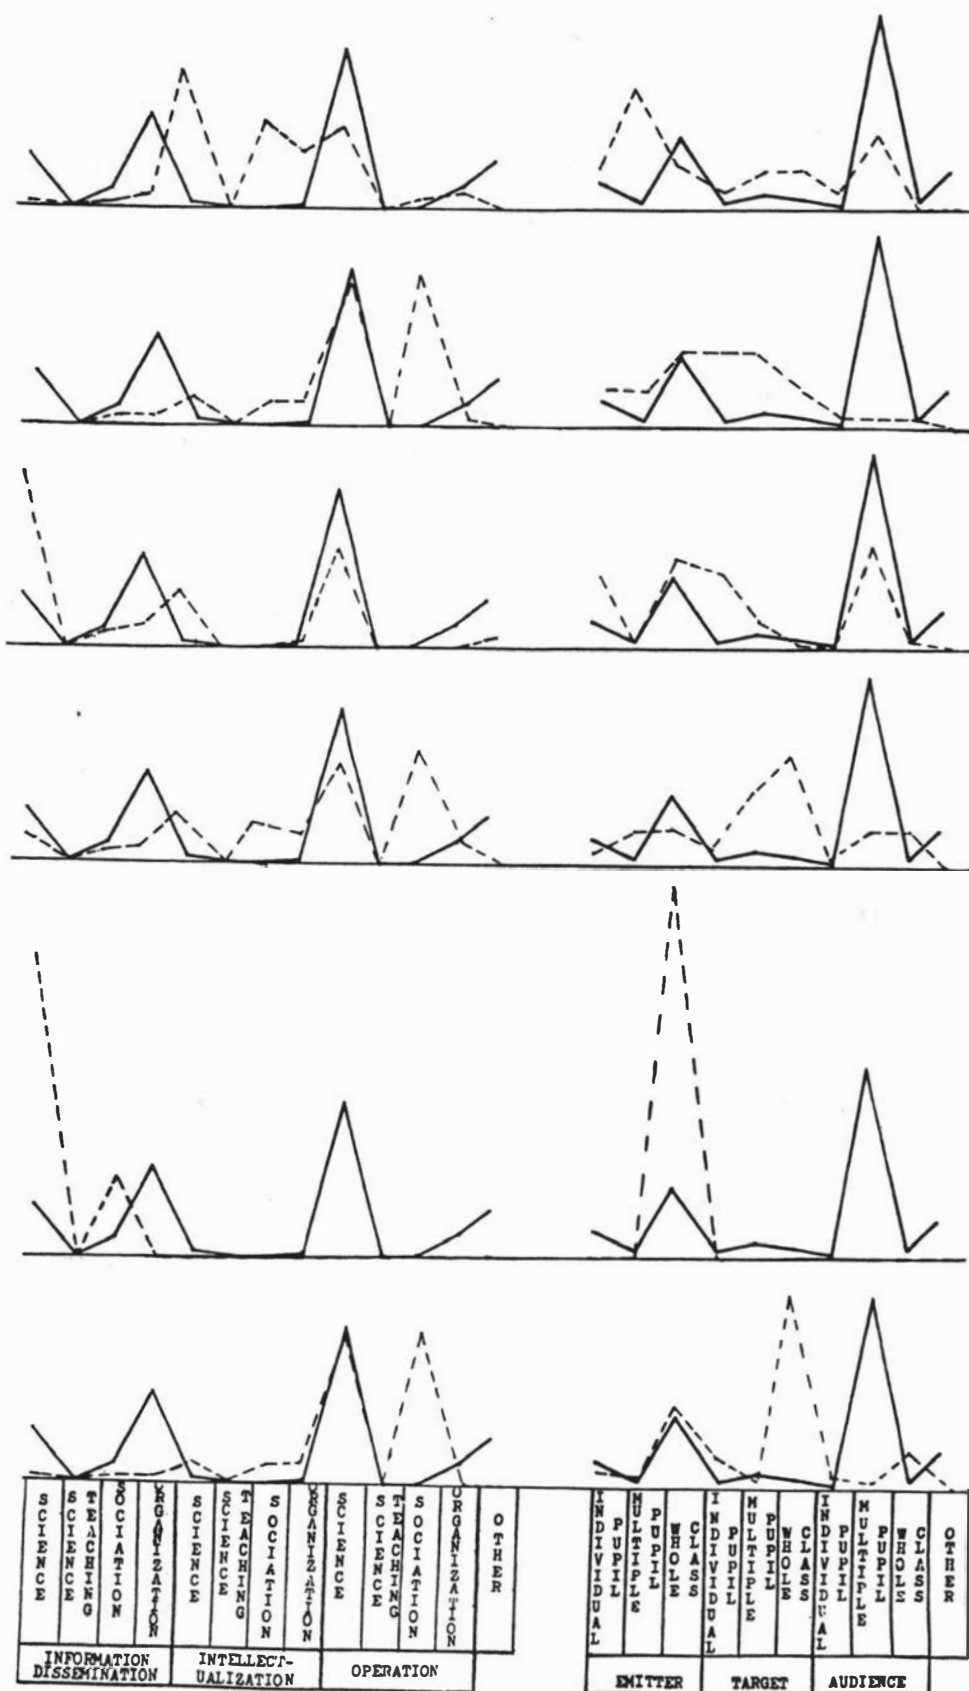 SCIENCE
TEACHING SCIENCE
SOCIATION
ORGANIZATION
SCIENCE
TEACHING SCIENCE
SOCIATION
ORGANIZATION
SCIENCE
TEACHING SCIENCE
SOCIATION
ORGANIZATION
OTHER
INFORMATION
DISSEMINATION
INTELLECT-
UALIZATION
OPERATION
INDIVIDUAL PUPIL
MULTIPLE PUPIL
WHOLE CLASS
INDIVIDUAL PUPIL
MULTIPLE PUPIL
WHOLE CLASS
INDIVIDUAL PUPIL
MULTIPLE PUPIL
WHOLE CLASS
OTHER
EMITTER
TARGET
AUDIENCE